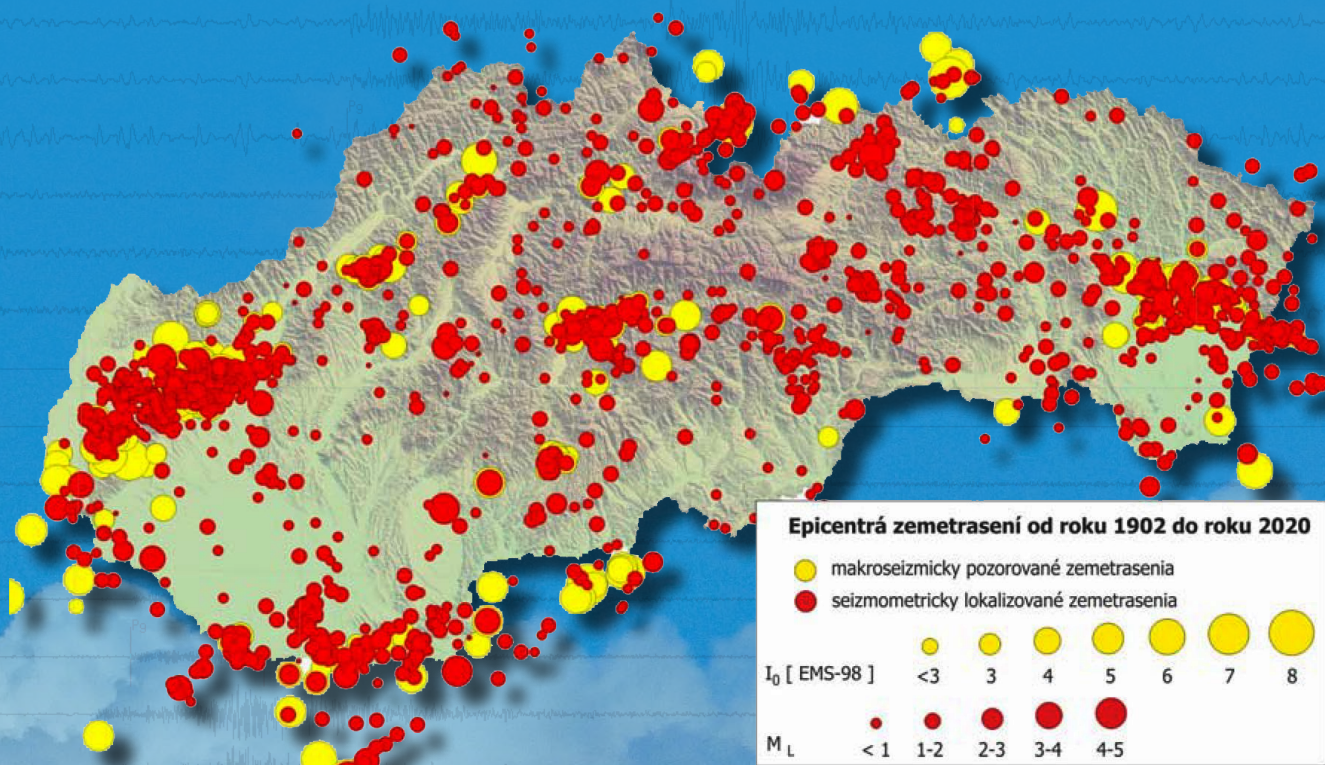 Epicentrá zemetrasení od roku 1902 do roku 2020
makroseizmicky pozorované zemetrasenia
seizmometricky lokalizované zemetrasenia
I₀ [ EMS-98 ] <3 3 4 5 6 7 8
M L < 1 1-2 2-3 3-4 4-5